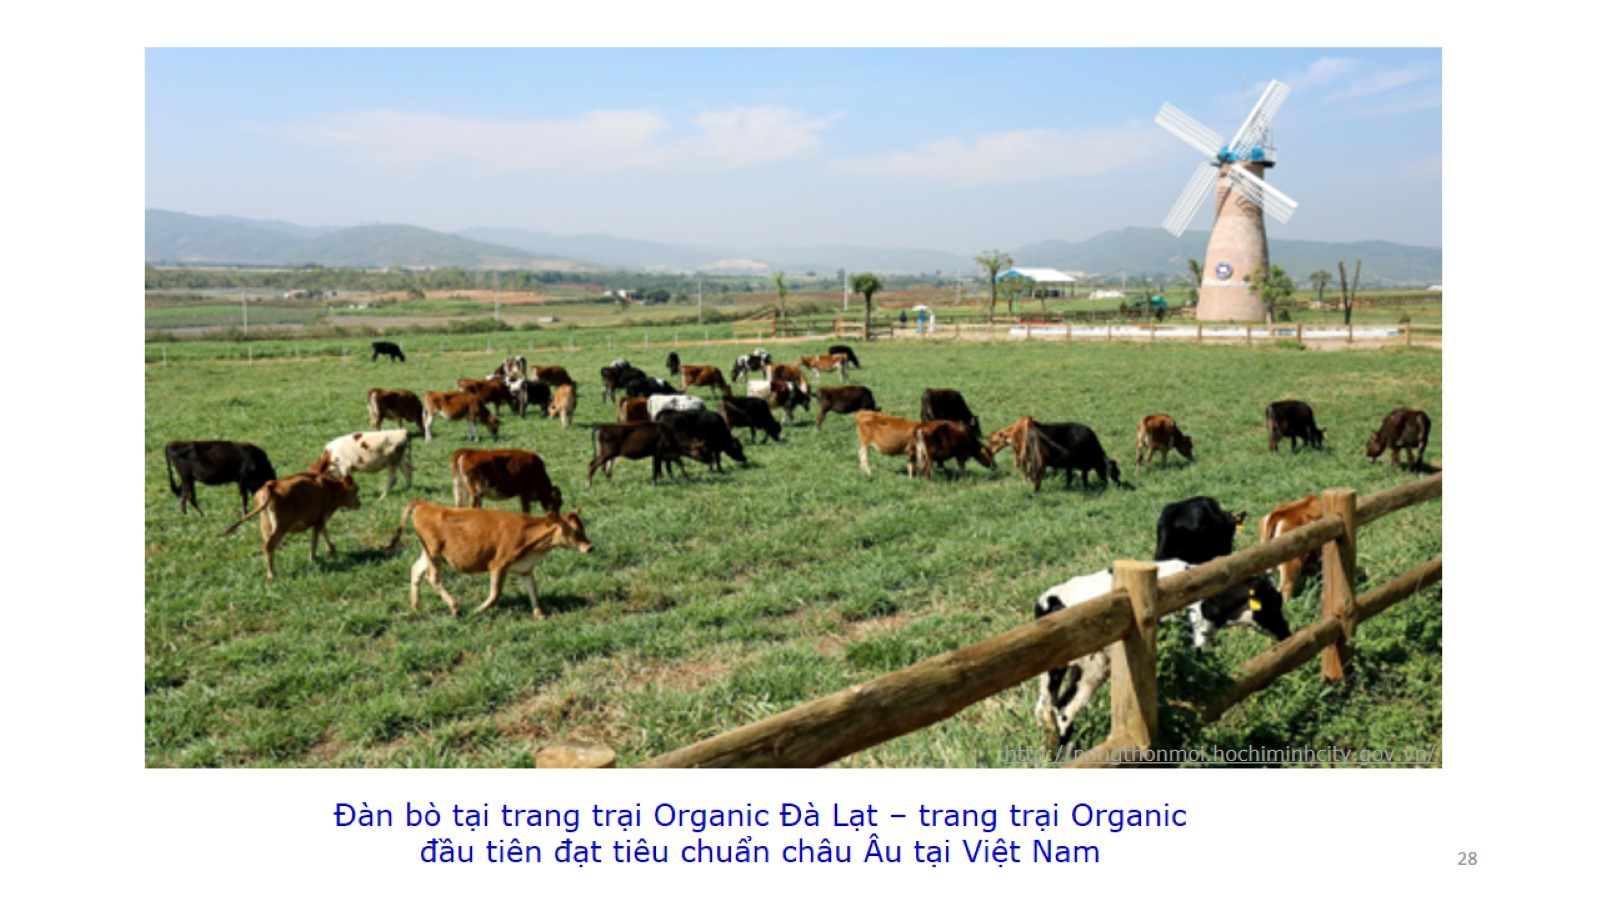 http://nongthonmoi.hochiminhcity.gov.vn/
Đàn bò tại trang trại Organic Đà Lạt – trang trại Organic
đầu tiên đạt tiêu chuẩn châu Âu tại Việt Nam
28